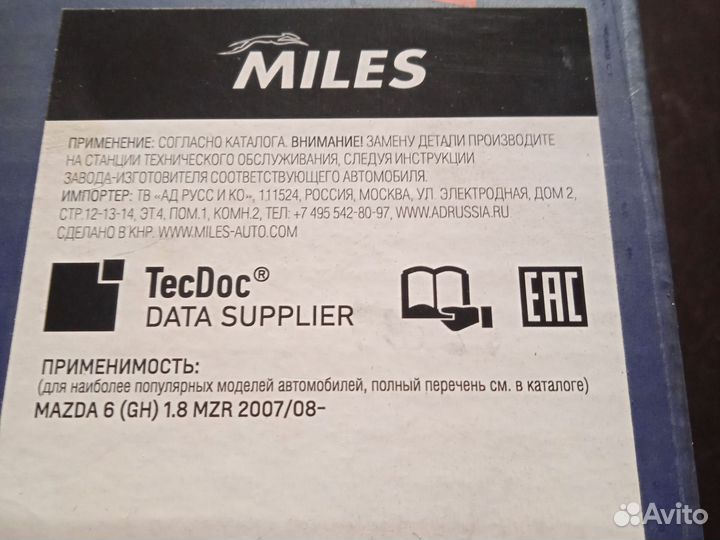 MILES
ПРИМЕНЕНИЕ: СОГЛАСНО КАТАЛОГА. ВНИМАНИЕ! ЗАМЕНУ ДЕТАЛИ ПРОИЗВОДИТЕ
НА СТАНЦИИ ТЕХНИЧЕСКОГО ОБСЛУЖИВАНИЯ, СЛЕДУЯ ИНСТРУКЦИИ
ЗАВОДА-ИЗГОТОВИТЕЛЯ СООТВЕТСТВУЮЩЕГО АВТОМОБИЛЯ.
ИМПОРТЕР: ТВ «АД РУСС И КО», 111524, РОССИЯ, МОСКВА, УЛ. ЭЛЕКТРОДНАЯ, ДОМ 2,
СТР.12-13-14, ЭТ.4, ПОМ.1, КОМН.2, ТЕЛ: +7 495 542-80-97, WWW.ADRUSSIA.RU
СДЕЛАНО В КНР. WWW.MILES-AUTO.COM
TecDoc®
DATA SUPPLIER
EAC
ПРИМЕНИМОСТЬ:
(для наиболее популярных моделей автомобилей, полный перечень см. в каталоге)
MAZDA 6 (GH) 1.8 MZR 2007/08-
Avito